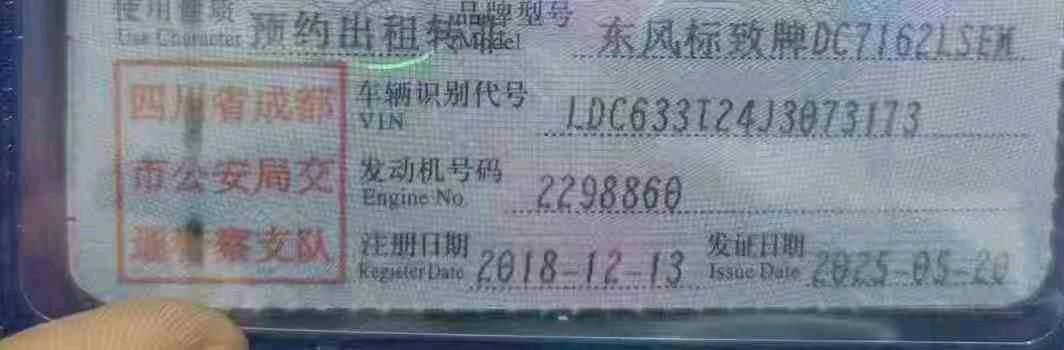 使用性质 Use Character 预约出租转非 品牌型号 Model 东风标致牌DC7162LSEM
四川省成都市公安局交通警察支队
车辆识别代号 VIN LDC633T24J3073173
发动机号码 Engine No. 2298860
注册日期 Register Date 2018-12-13 发证日期 Issue Date 2025-05-20